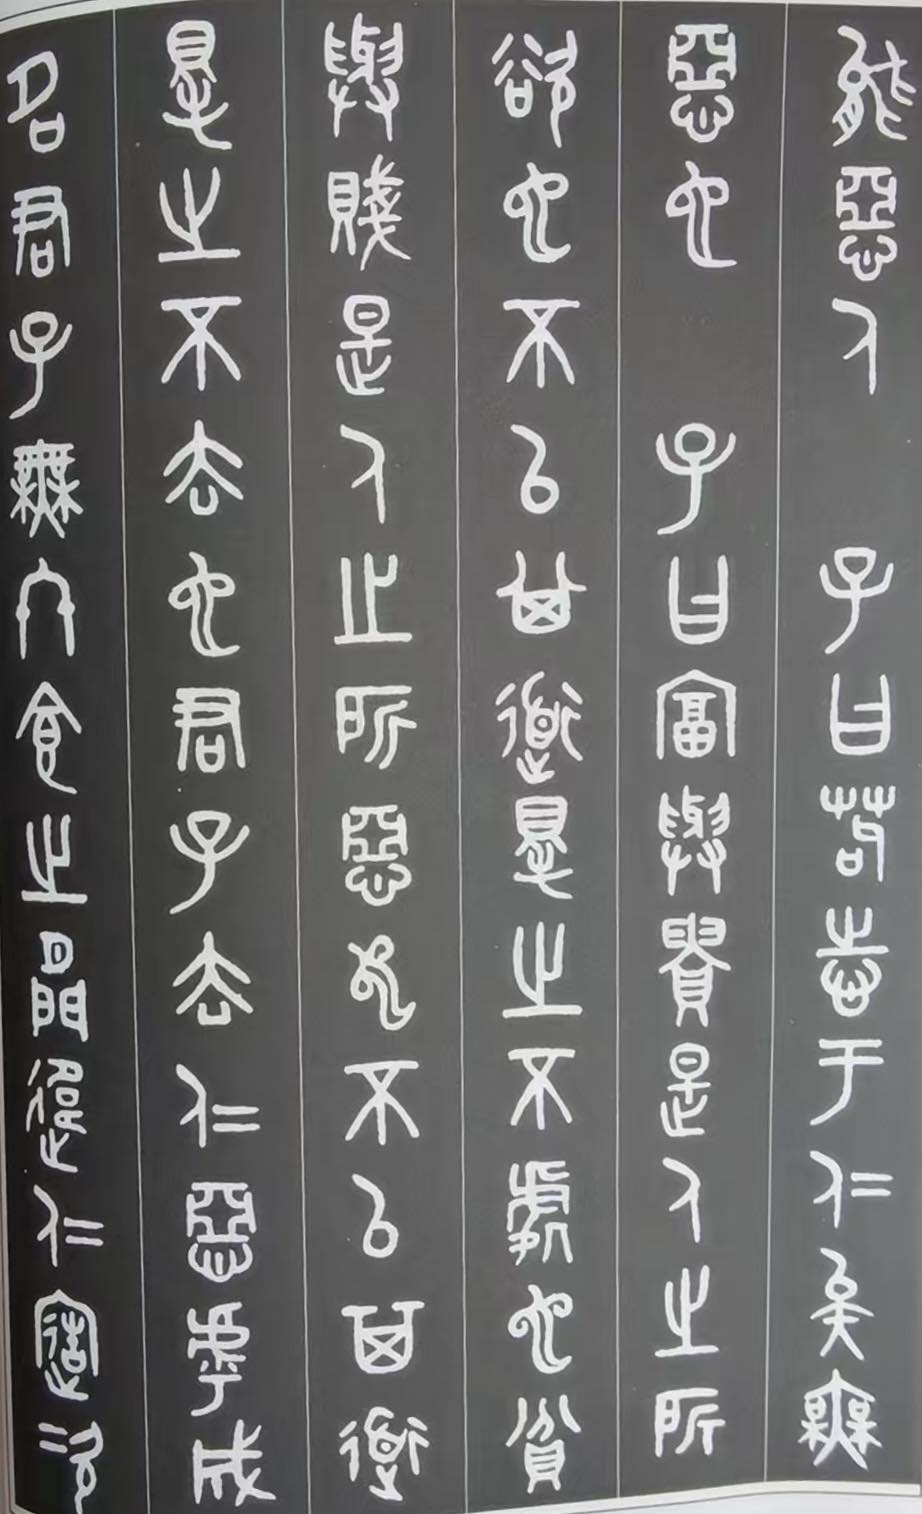 能惡人 子曰苟志于仁矣無
惡也 子曰富與貴是人之所
欲也不以其道得之不處也貧
與賤是人之所惡也不以其道
得之不去也君子去仁惡乎成
名君子無終食之間違仁造次